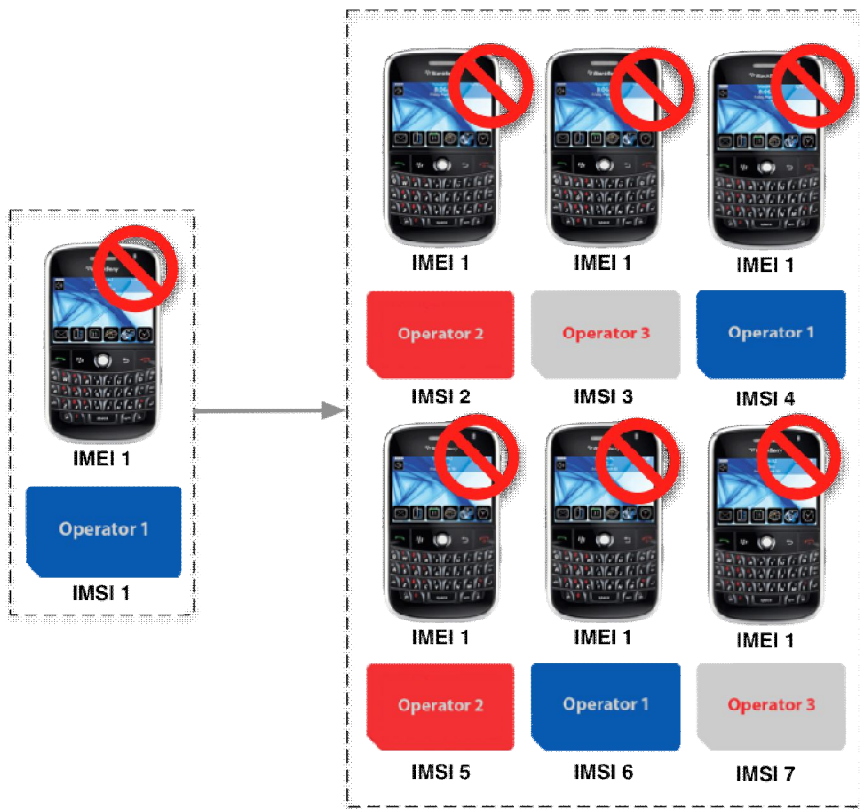 IMEI 1
Operator 1
IMSI 1
IMEI 1 IMEI 1 IMEI 1
Operator 2 Operator 3 Operator 1
IMSI 2 IMSI 3 IMSI 4
IMEI 1 IMEI 1 IMEI 1
Operator 2 Operator 1 Operator 3
IMSI 5 IMSI 6 IMSI 7